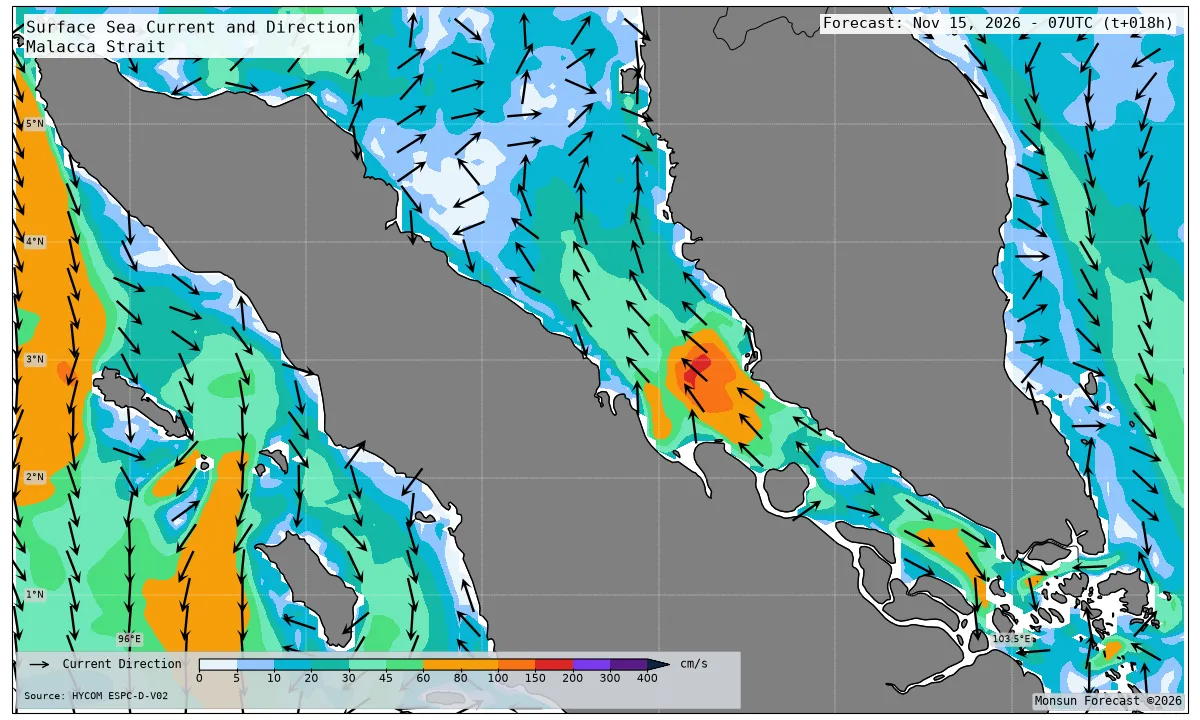 Surface Sea Current and Direction
Malacca Strait
Forecast: Nov 15, 2026 - 07UTC (t+018h)
5°N
4°N
3°N
2°N
1°N
96°E
103.5°E
Current Direction
cm/s
0 5 10 20 30 45 60 80 100 150 200 300 400
Source: HYCOM ESPC-D-V02
Monsun Forecast ©2026